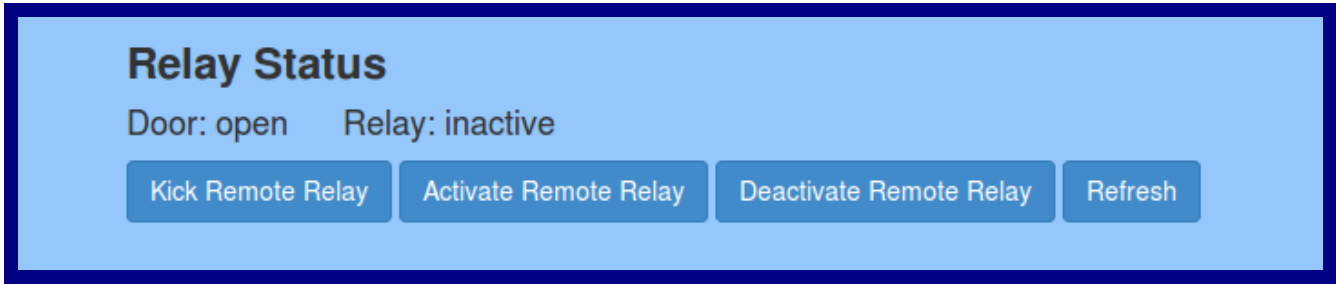 Relay Status
Door: open Relay: inactive
Kick Remote Relay Activate Remote Relay Deactivate Remote Relay Refresh